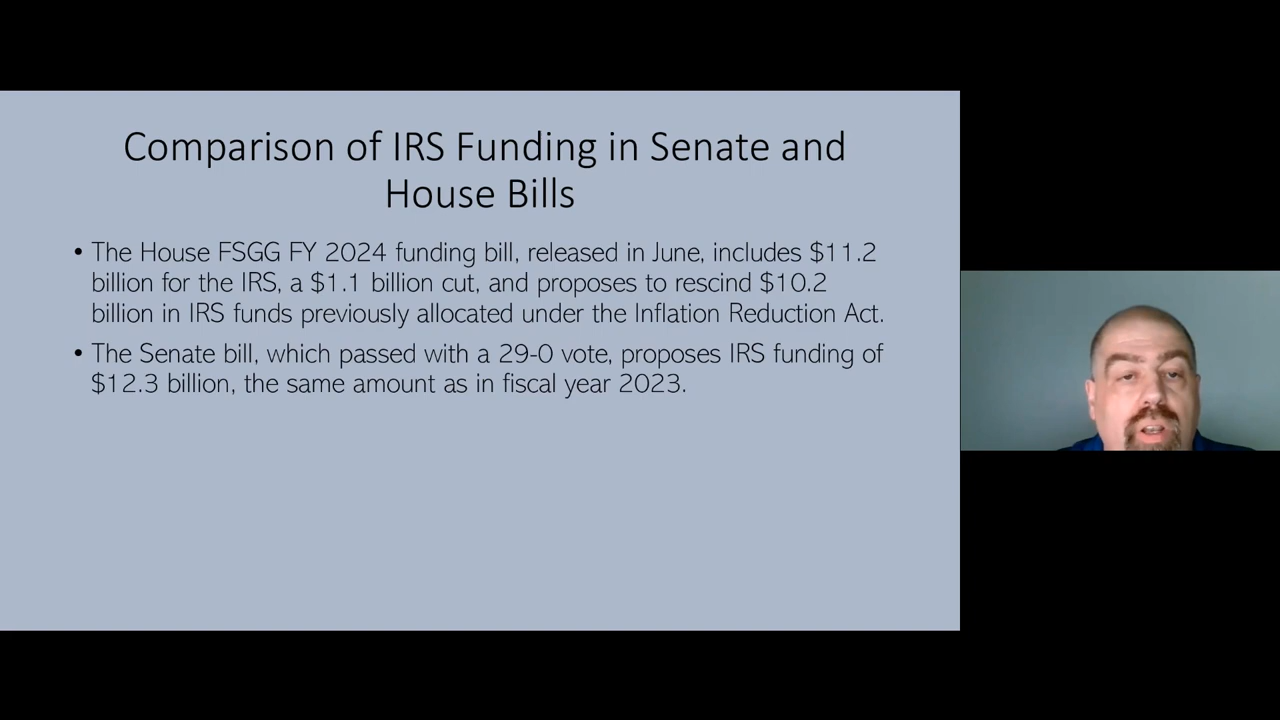 Comparison of IRS Funding in Senate and
House Bills
• The House FSGG FY 2024 funding bill, released in June, includes $11.2
billion for the IRS, a $1.1 billion cut, and proposes to rescind $10.2
billion in IRS funds previously allocated under the Inflation Reduction Act.
• The Senate bill, which passed with a 29-0 vote, proposes IRS funding of
$12.3 billion, the same amount as in fiscal year 2023.